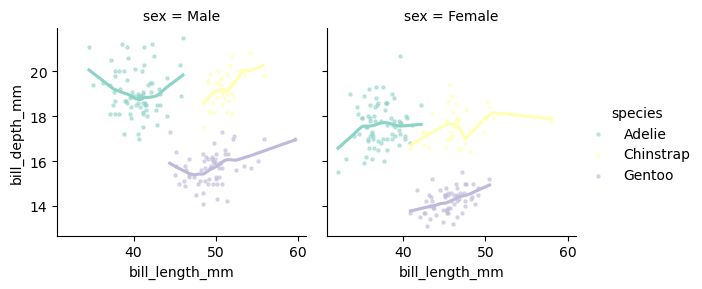 sex = Male
sex = Female
20
18
16
14
bill_depth_mm
40
50
60
bill_length_mm
40
50
60
bill_length_mm
species
Adelie
Chinstrap
Gentoo